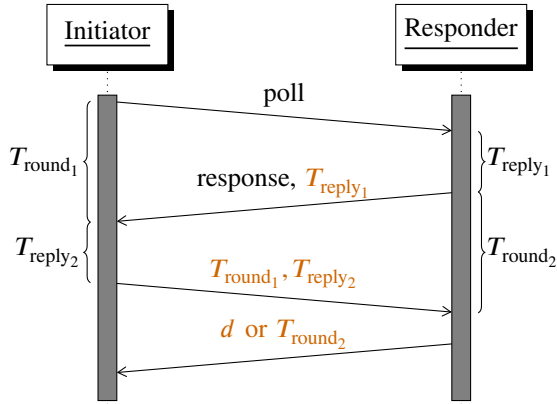 Initiator
Responder
poll
T_round₁
T_reply₁
response, T_reply₁
T_reply₂
T_round₂
T_round₁, T_reply₂
d or T_round₂